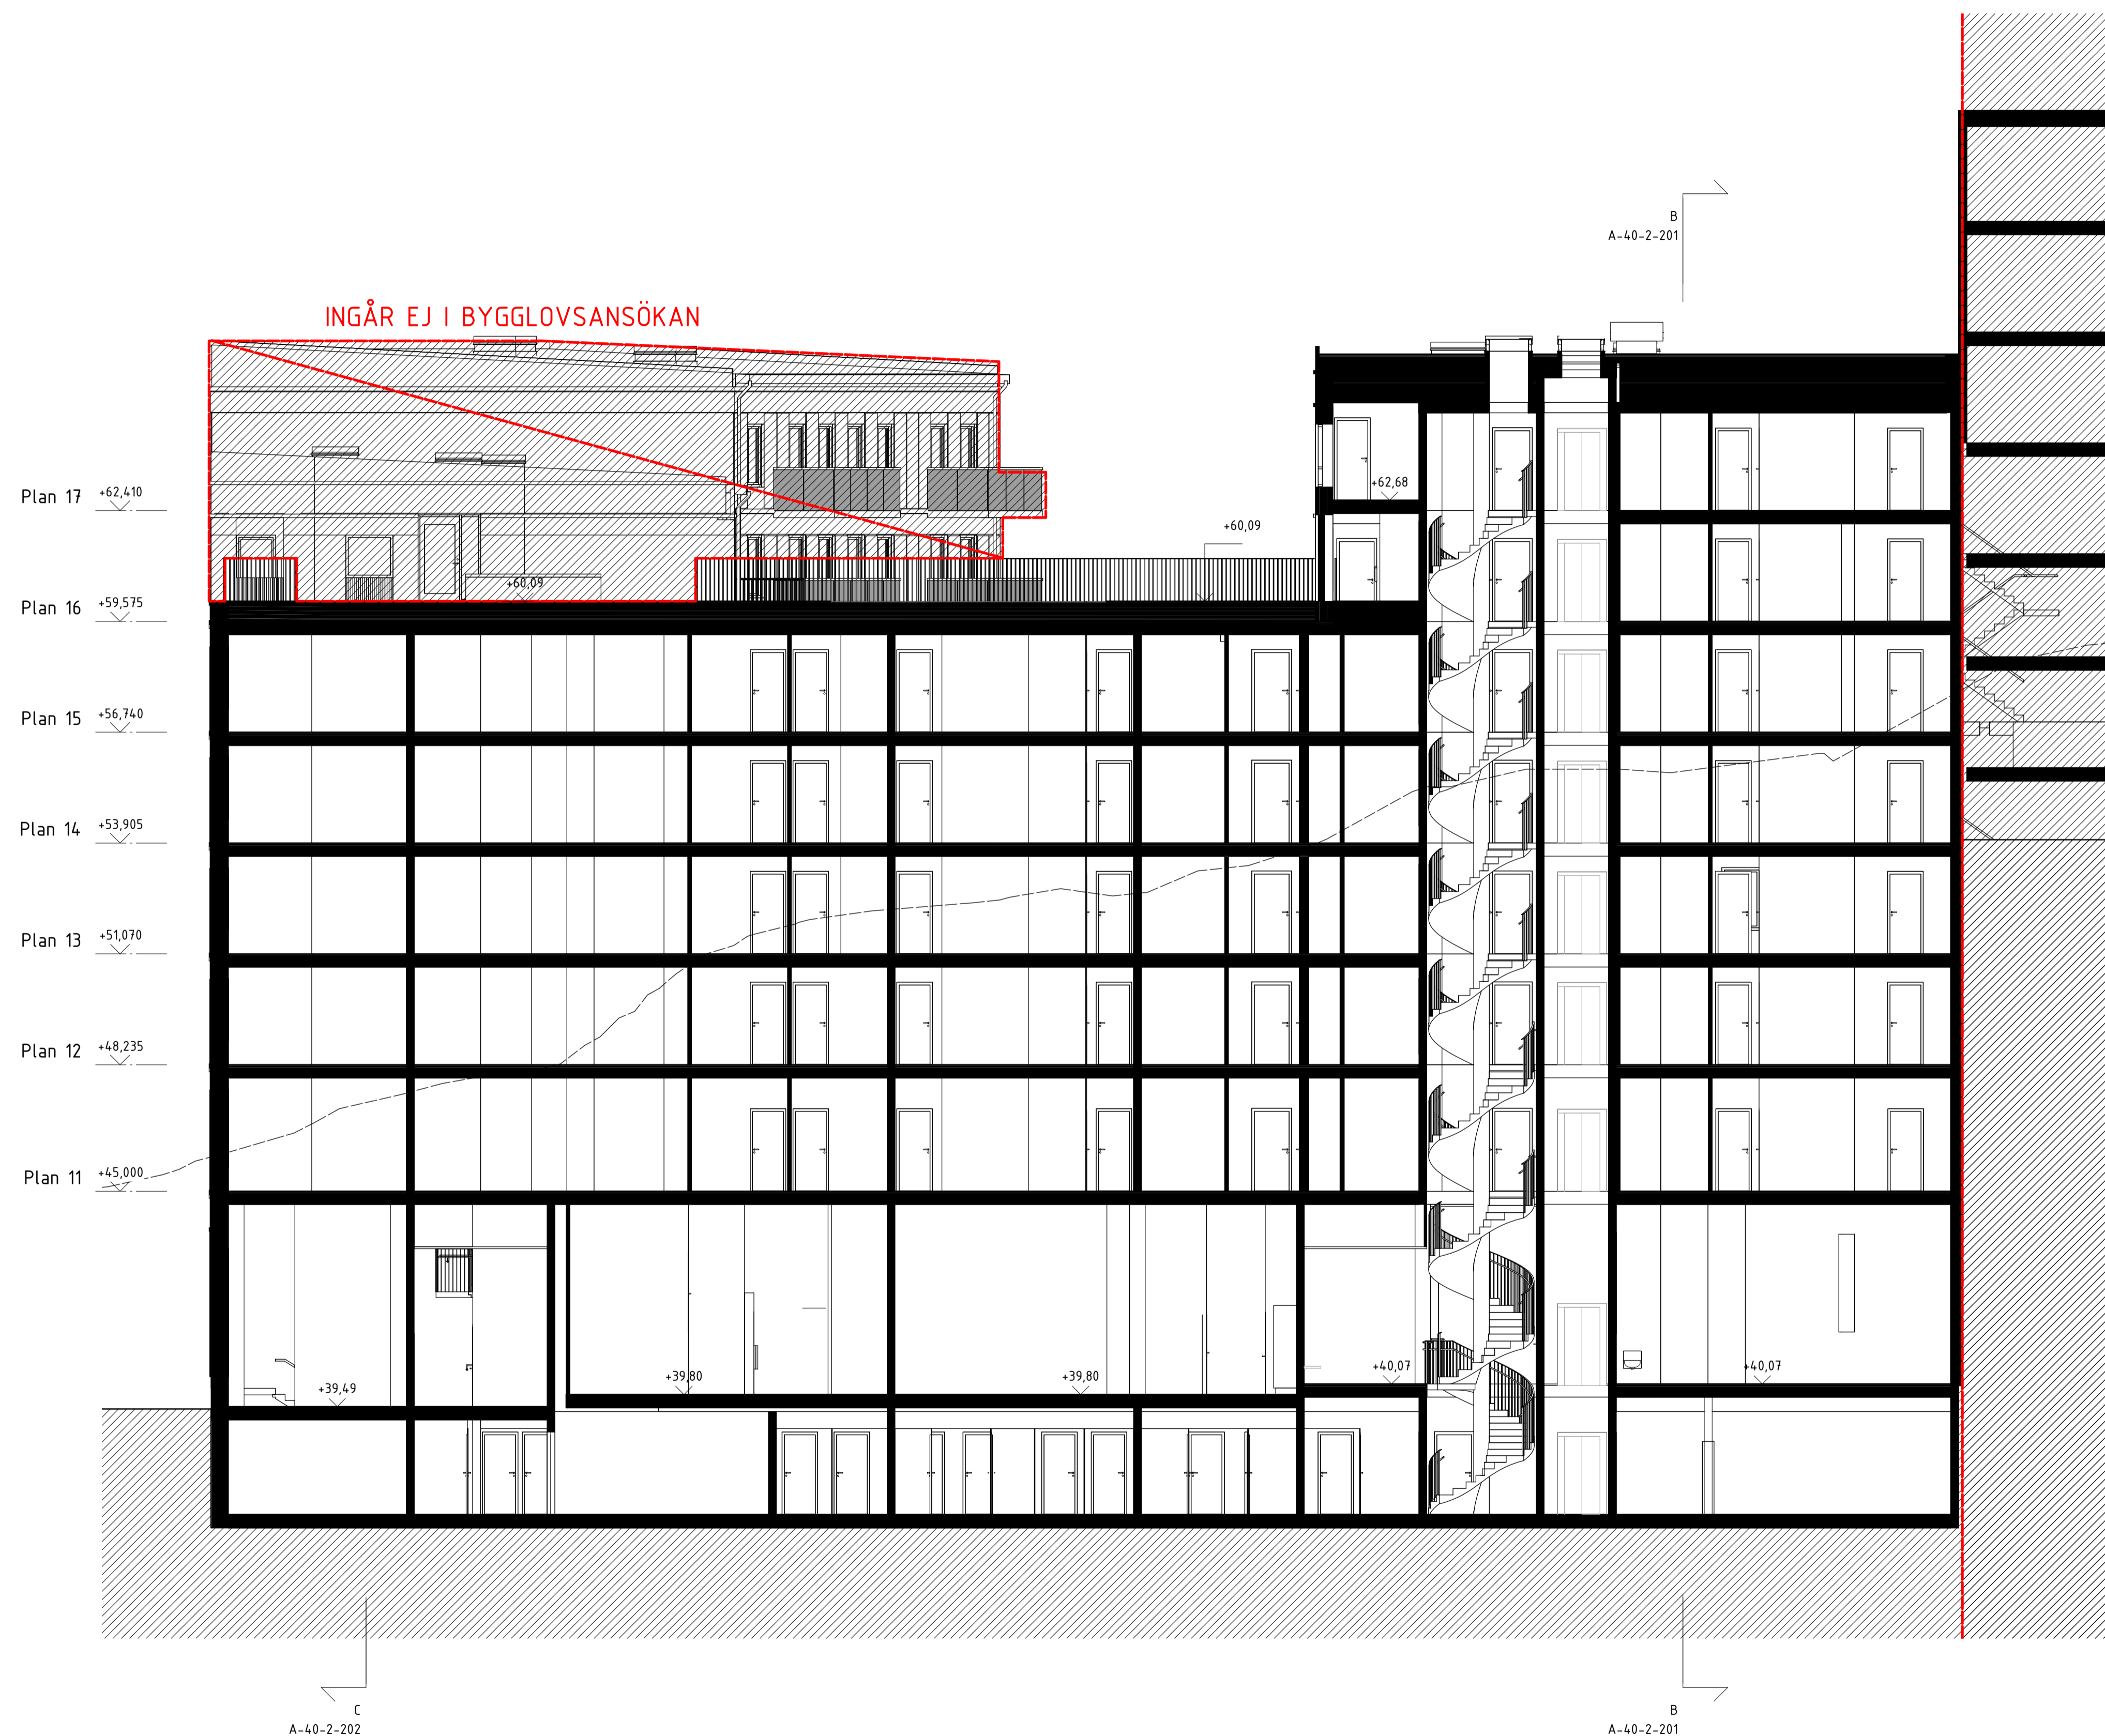 B
A-40-2-201
INGÅR EJ I BYGGLOVSANSÖKAN
Plan 17 +62,410
+62,68
+60,09
+60,09
Plan 16 +59,575
Plan 15 +56,740
Plan 14 +53,905
Plan 13 +51,070
Plan 12 +48,235
Plan 11 +45,000
+39,49
+39,80
+39,80
+40,07
+40,07
C
A-40-2-202
B
A-40-2-201